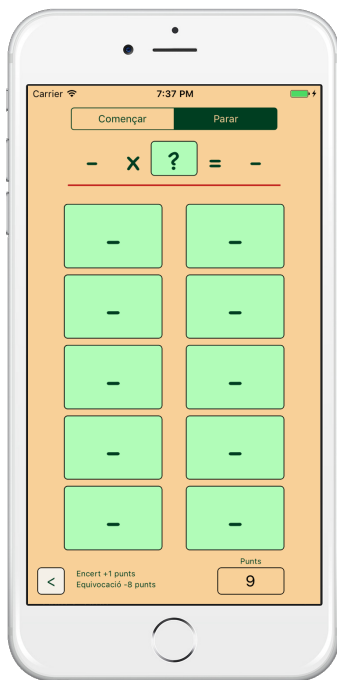 Carrier 7:37 PM
Començar Parar
- x ? = -
- -
- -
- -
- -
- -
Punts
< Encert +1 punts
Equivocació -8 punts
9